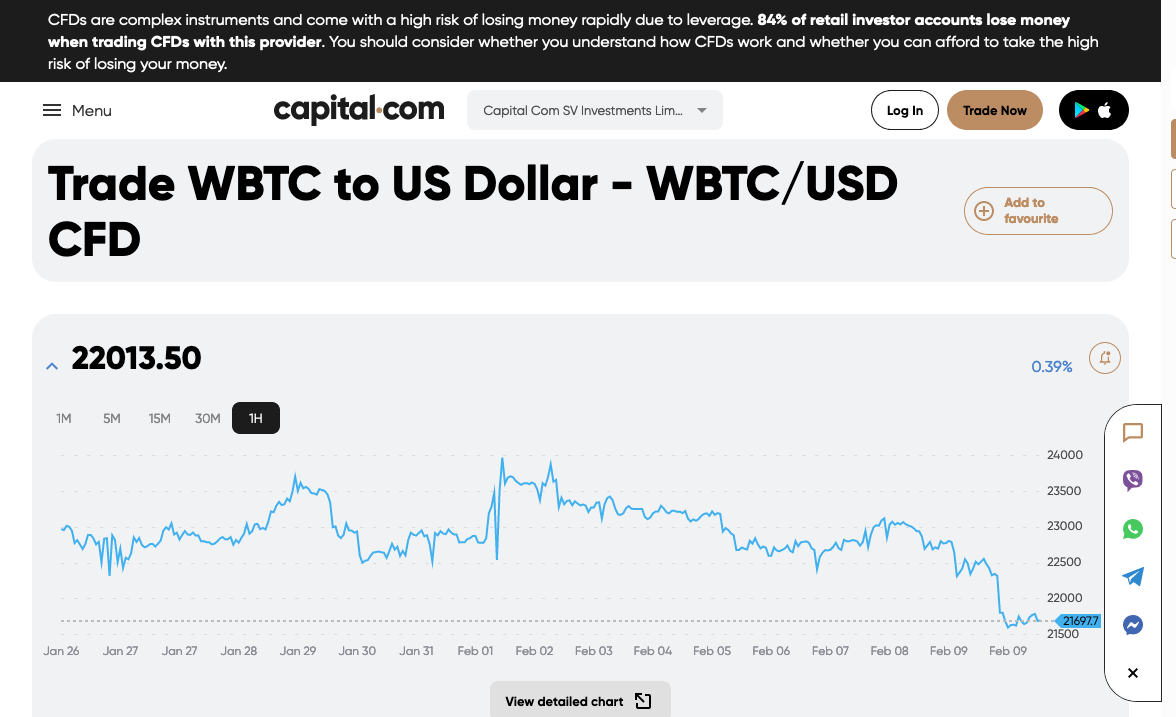 CFDs are complex instruments and come with a high risk of losing money rapidly due to leverage. 84% of retail investor accounts lose money
when trading CFDs with this provider. You should consider whether you understand how CFDs work and whether you can afford to take the high
risk of losing your money.
Menu
capital.com
Capital Com SV Investments Lim...
Log In
Trade Now
Trade WBTC to US Dollar - WBTC/USD
CFD
Add to
favourite
22013.50
0.39%
1M 5M 15M 30M 1H
24000
23500
23000
22500
22000
21697.7
21500
Jan 26 Jan 27 Jan 27 Jan 28 Jan 29 Jan 30 Jan 31 Feb 01 Feb 02 Feb 03 Feb 04 Feb 05 Feb 06 Feb 07 Feb 08 Feb 09 Feb 09
View detailed chart